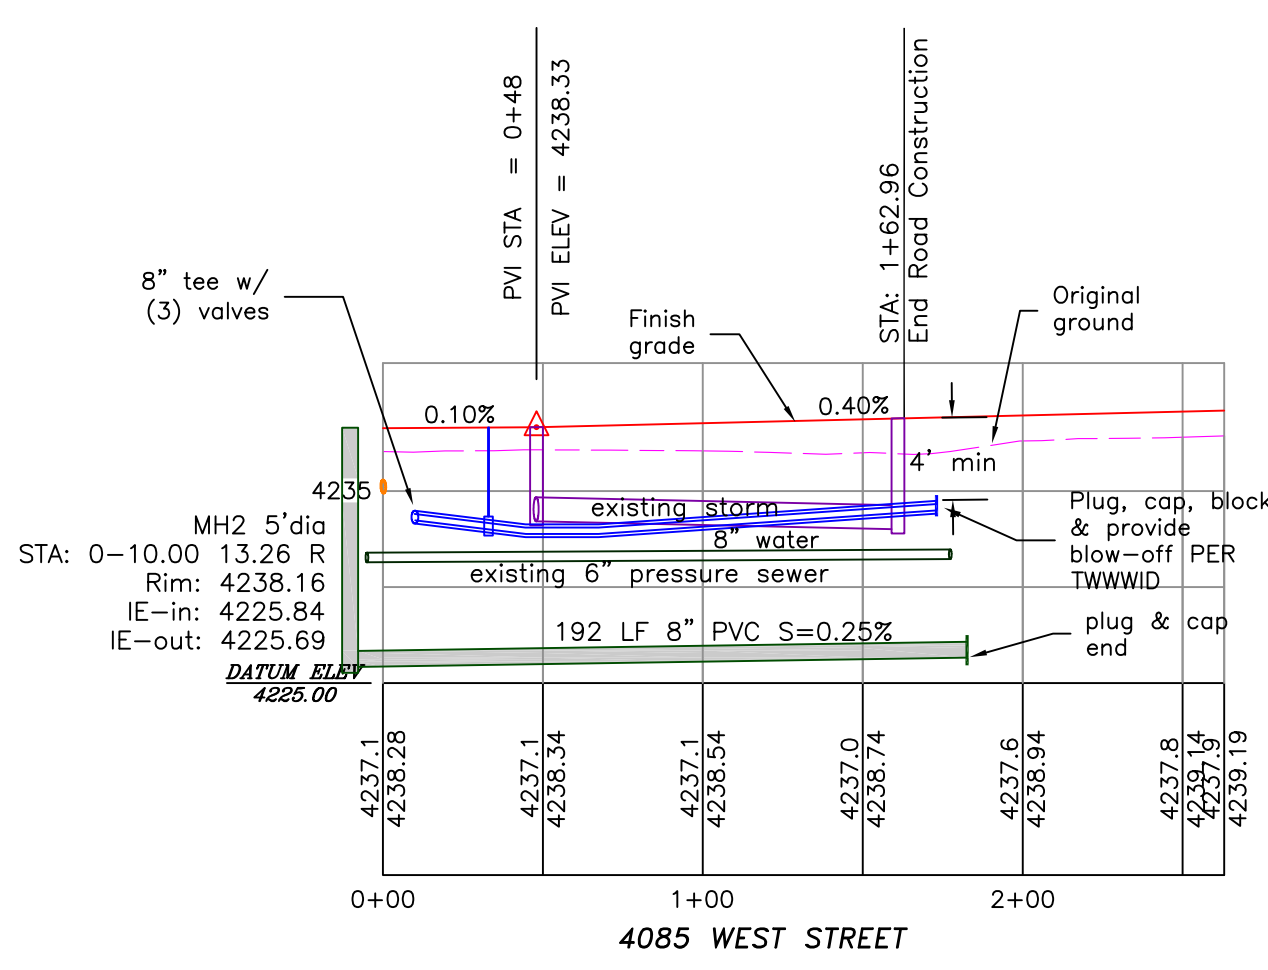 PVI STA = 0+48
PVI ELEV = 4238.33
STA: 1+62.96
End Road Construction
8" tee w/
(3) valves
Finish
grade
Original
ground
0.10%
0.40%
4' min
4235
existing storm
Plug, cap, block
& provide
blow-off PER
TWWWID
MH2 5'dia
STA: 0-10.00 13.26 R
Rim: 4238.16
IE-in: 4225.84
IE-out: 4225.69
8" water
existing 6" pressure sewer
192 LF 8" PVC S=0.25%
plug & cap
end
DATUM ELEV
4225.00
4237.1
4238.28
4237.1
4238.34
4237.1
4238.54
4237.0
4238.74
4237.6
4238.94
4237.8
4239.14
4237.9
4239.19
0+00
1+00
2+00
4085 WEST STREET